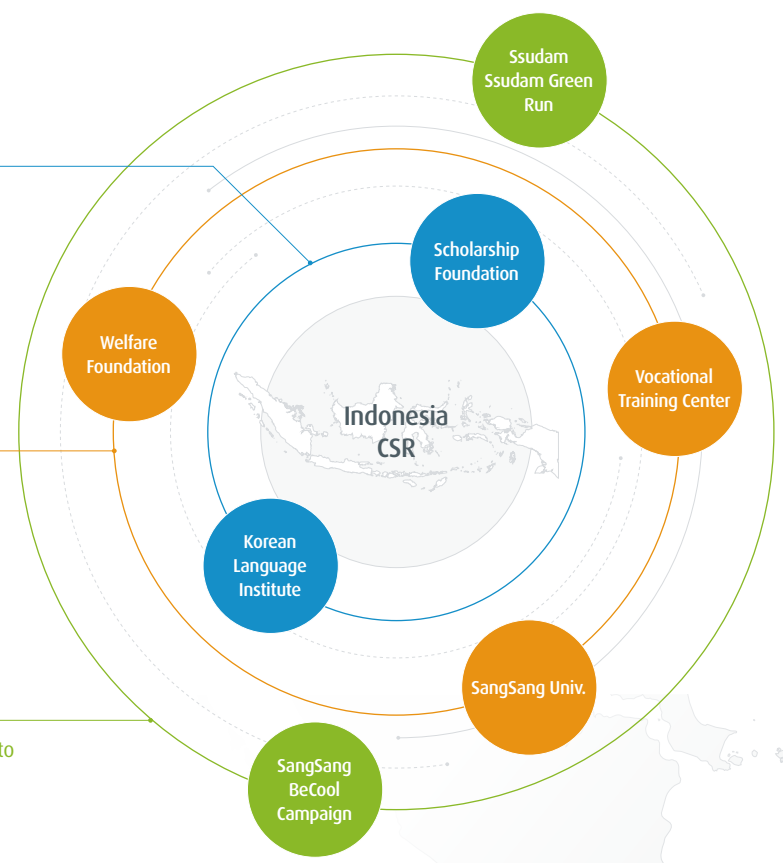 Ssudam
Ssudam Green
Run
Scholarship
Foundation
Welfare
Foundation
Vocational
Training Center
Indonesia
CSR
Korean
Language
Institute
SangSang Univ.
to
SangSang
BeCool
Campaign